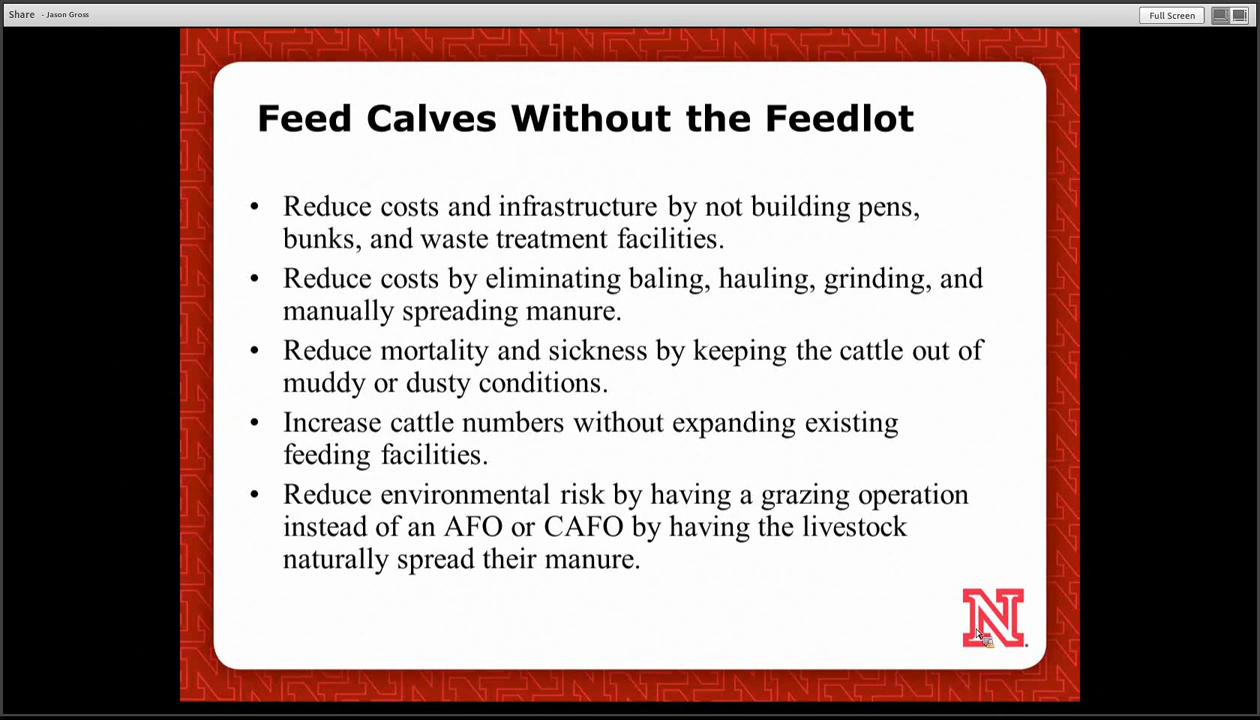 Share - Jason Gross
Full Screen
Feed Calves Without the Feedlot
• Reduce costs and infrastructure by not building pens,
bunks, and waste treatment facilities.
• Reduce costs by eliminating baling, hauling, grinding, and
manually spreading manure.
• Reduce mortality and sickness by keeping the cattle out of
muddy or dusty conditions.
• Increase cattle numbers without expanding existing
feeding facilities.
• Reduce environmental risk by having a grazing operation
instead of an AFO or CAFO by having the livestock
naturally spread their manure.
N